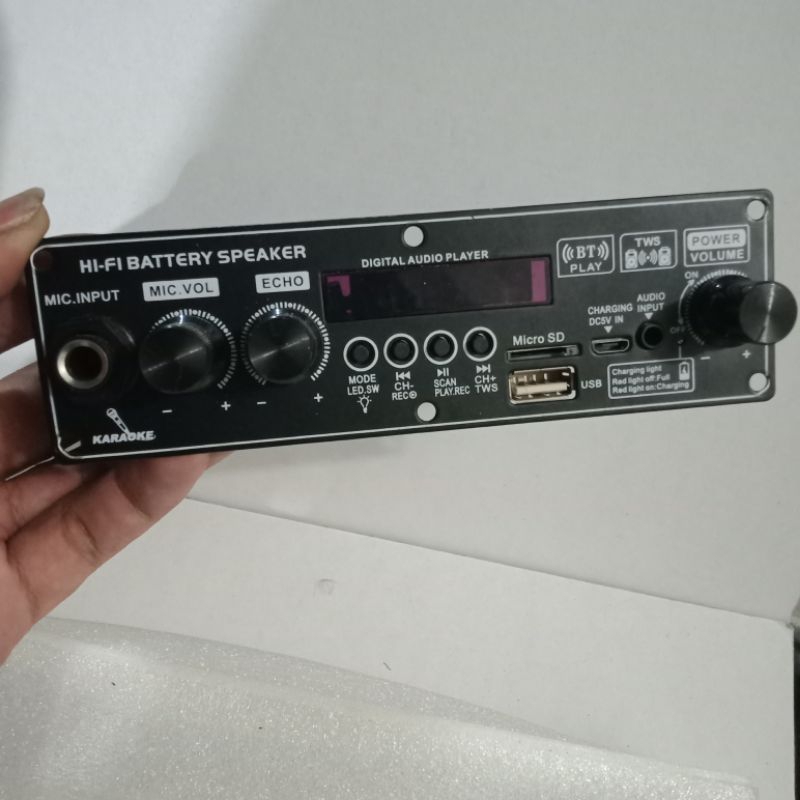 HI-FI BATTERY SPEAKER
DIGITAL AUDIO PLAYER
((BT))
PLAY
TWS
POWER
VOLUME
MIC.INPUT
MIC.VOL
ECHO
ON
OFF
CHARGING
DC5V IN
AUDIO
INPUT
Micro SD
USB
MODE
LED.SW
CH-
REC
SCAN
PLAY.REC
CH+
TWS
Charging light
Red light off:Full
Red light on:Charging
- +
- +
- +
KARAOKE